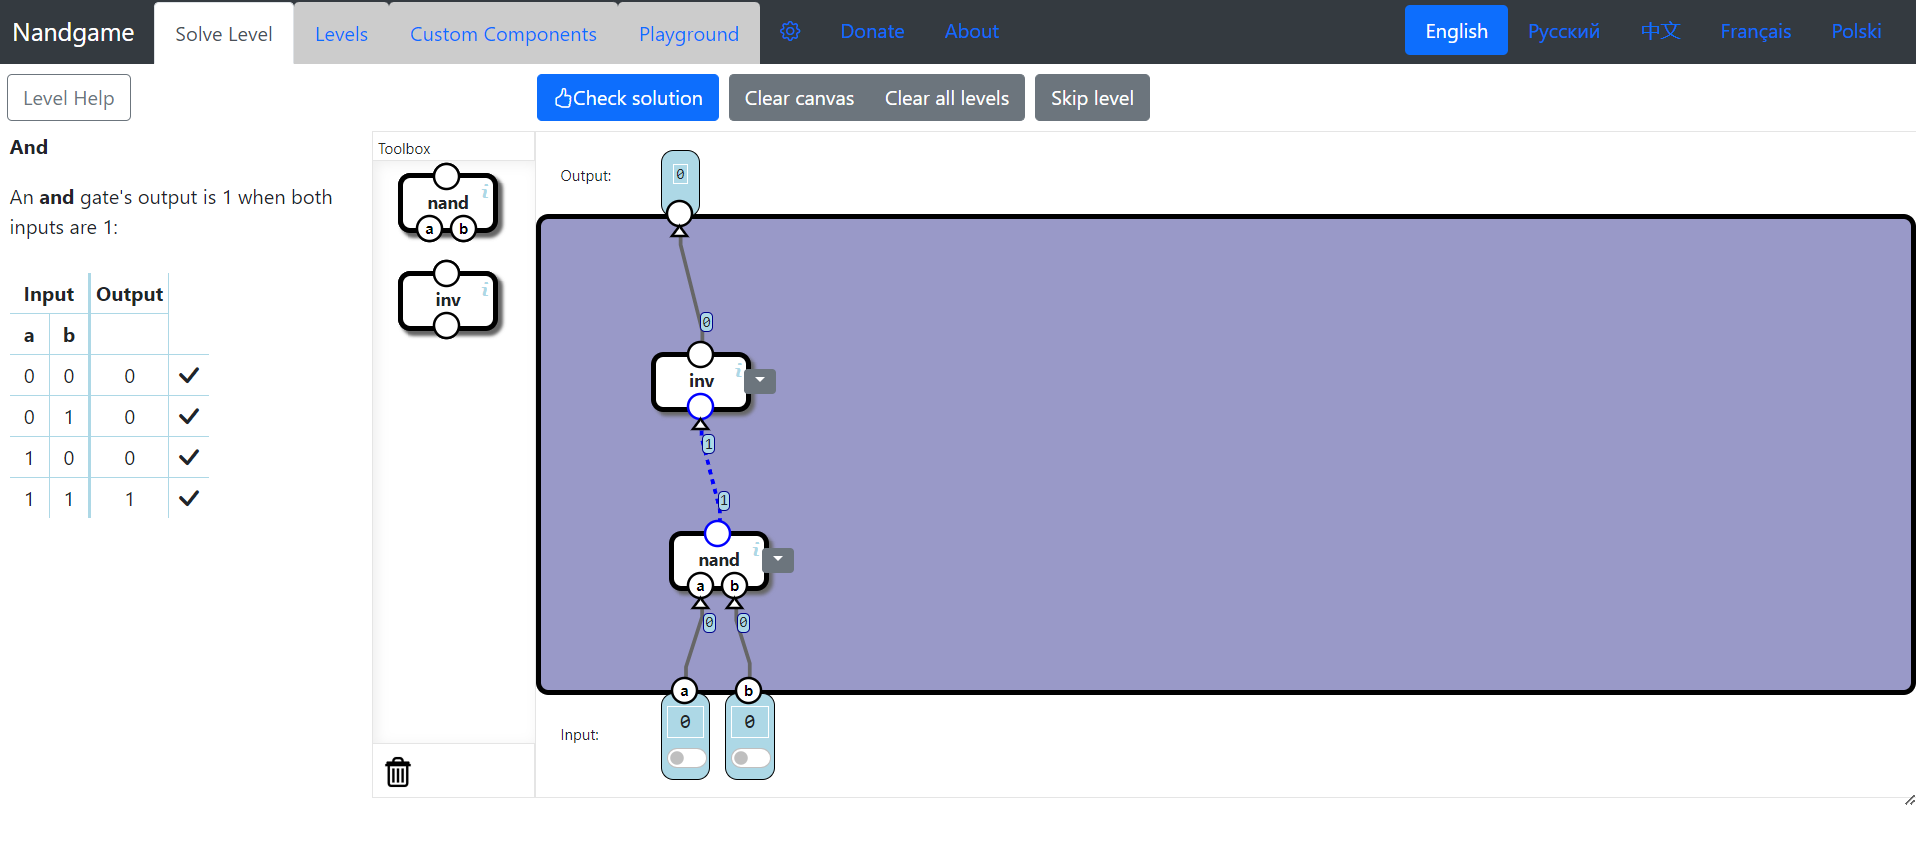 Nandgame
Solve Level
Levels
Custom Components
Playground
Donate
About
English
Русский
中文
Français
Polski
Level Help
Check solution
Clear canvas
Clear all levels
Skip level
And
An and gate's output is 1 when both
inputs are 1:
Input Output
a b
0 0 0
0 1 0
1 0 0
1 1 1
Toolbox
nand
i
a b
inv
i
Output:
0
0
inv
i
1
1
nand
i
a b
0 0
a b
Input:
0 0